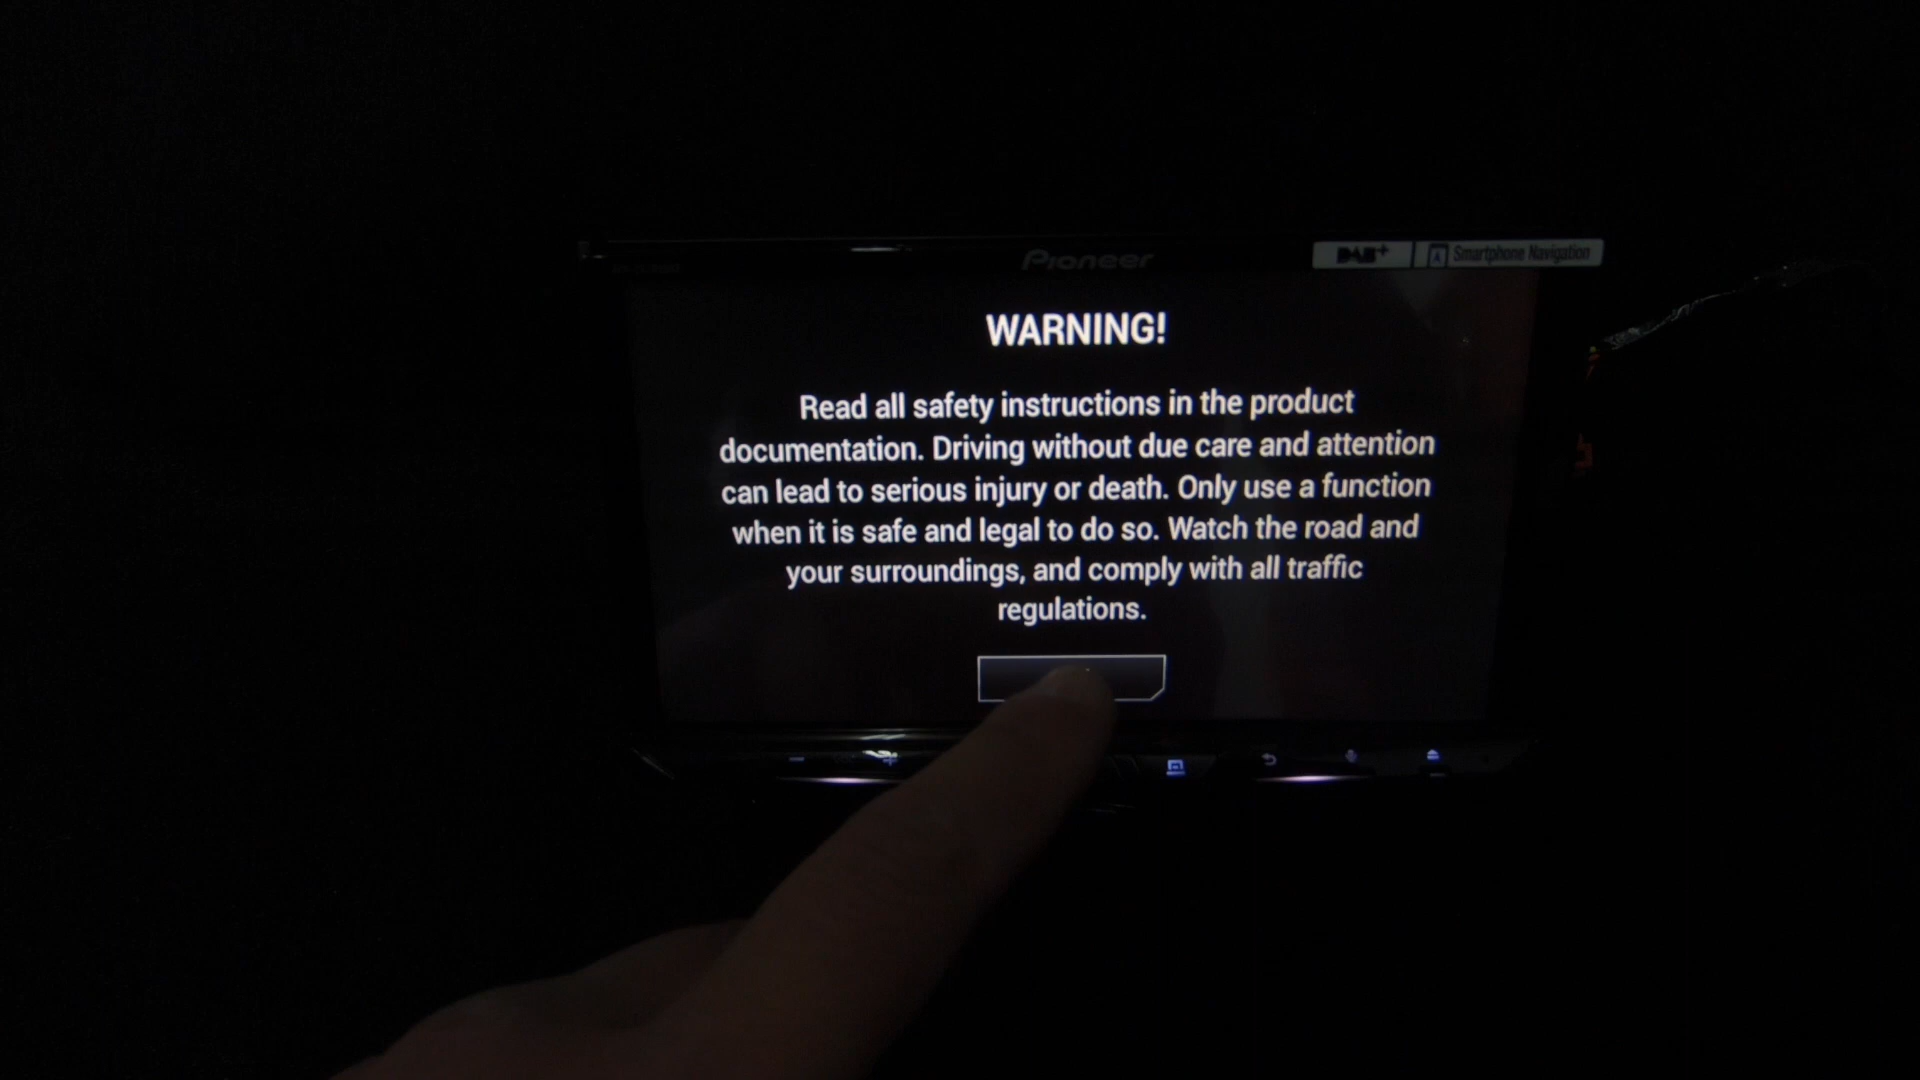 Pioneer
DAB+
Smartphone Navigation
WARNING!
Read all safety instructions in the product
documentation. Driving without due care and attention
can lead to serious injury or death. Only use a function
when it is safe and legal to do so. Watch the road and
your surroundings, and comply with all traffic
regulations.